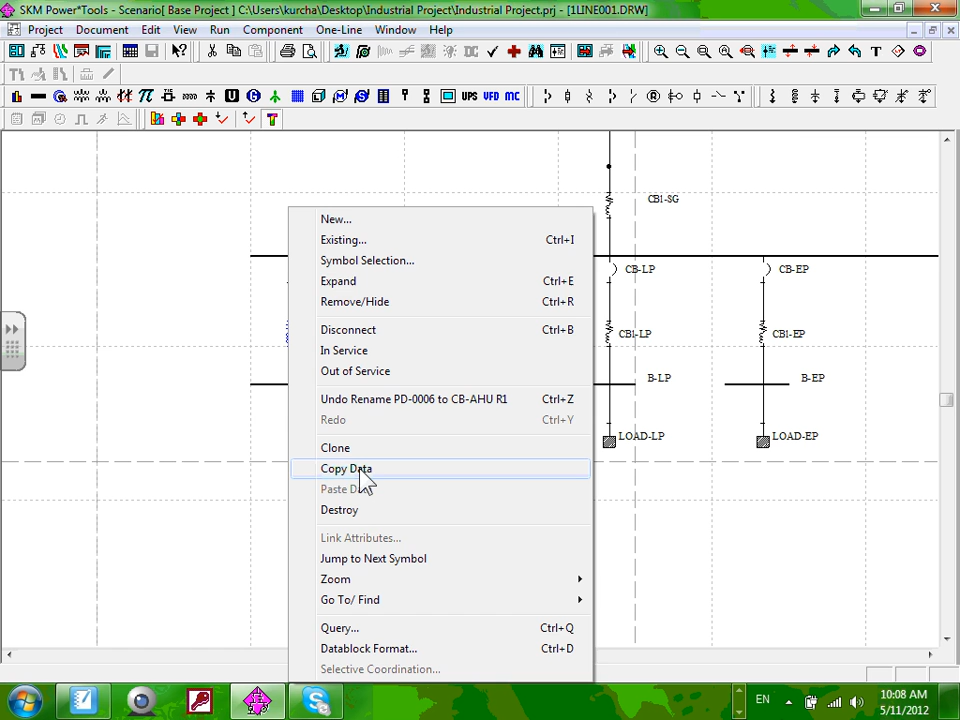 SKM Power*Tools - Scenario[ Base Project ] C:\Users\kurcha\Desktop\Industrial Project\Industrial Project.prj - [1LINE001.DRW]
Project Document Edit View Run Component One-Line Window Help
UPS VFD MC
CB1-SG
CB-LP
CB-EP
CB1-LP
CB1-EP
B-LP
B-EP
LOAD-LP
LOAD-EP
New...
Existing... Ctrl+I
Symbol Selection...
Expand Ctrl+E
Remove/Hide Ctrl+R
Disconnect Ctrl+B
In Service
Out of Service
Undo Rename PD-0006 to CB-AHU R1 Ctrl+Z
Redo Ctrl+Y
Clone
Copy Data
Paste
Destroy
Link Attributes...
Jump to Next Symbol
Zoom
Go To/ Find
Query... Ctrl+Q
Datablock Format... Ctrl+D
Selective Coordination...
EN
10:08 AM
5/11/2012